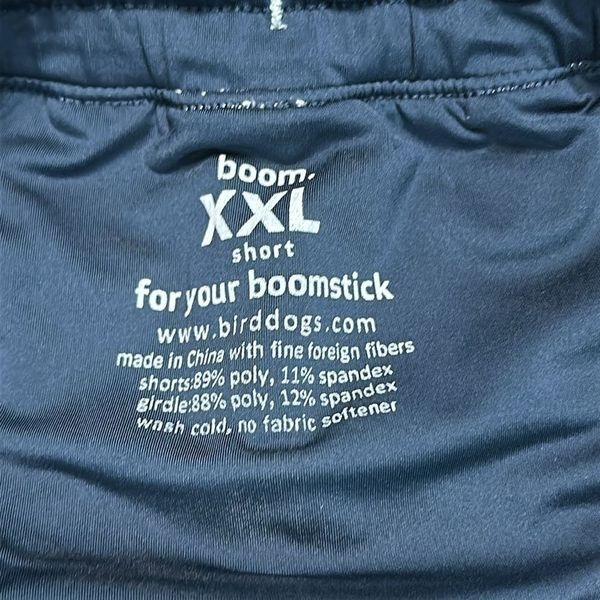 boom.
XXL
short
for your boomstick
www.birddogs.com
made in China with fine foreign fibers
shorts:89% poly, 11% spandex
girdle:88% poly, 12% spandex
wash cold, no fabric softener